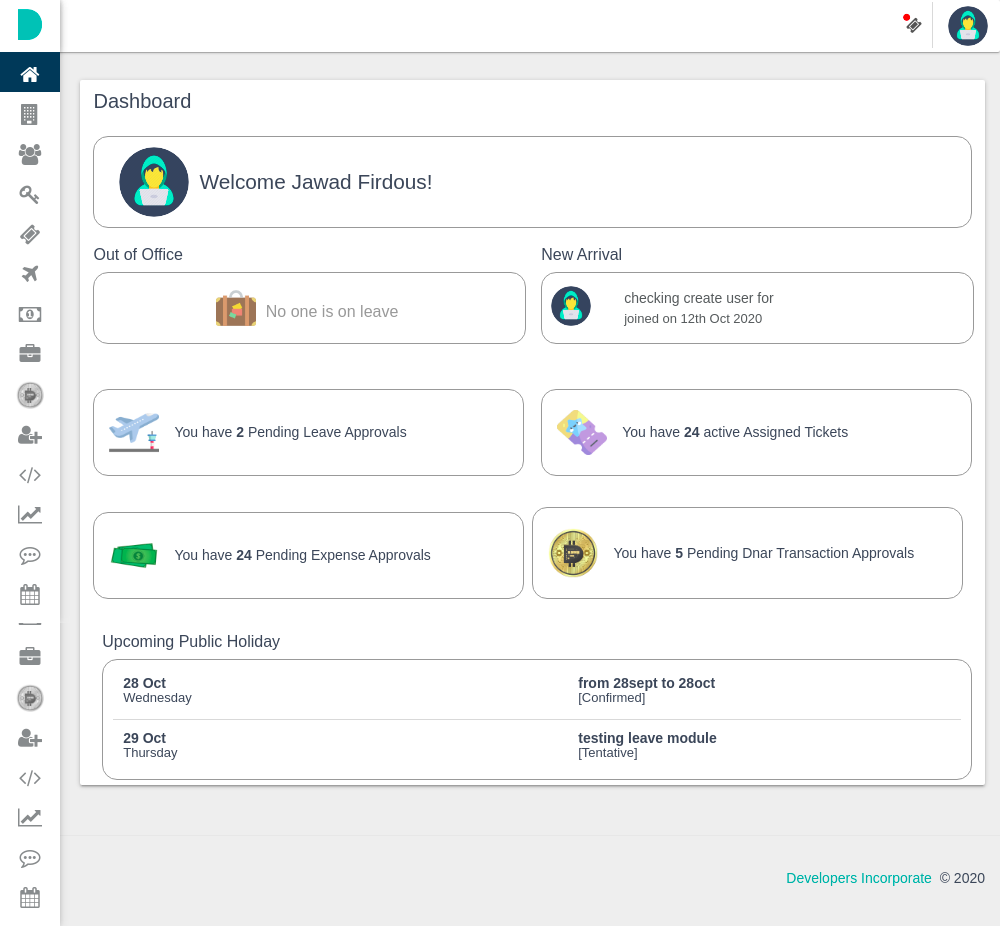 Dashboard
Welcome Jawad Firdous!
Out of Office
New Arrival
No one is on leave
checking create user for
joined on 12th Oct 2020
You have 2 Pending Leave Approvals
You have 24 active Assigned Tickets
You have 24 Pending Expense Approvals
You have 5 Pending Dnar Transaction Approvals
Upcoming Public Holiday
28 Oct
Wednesday
from 28sept to 28oct
[Confirmed]
29 Oct
Thursday
testing leave module
[Tentative]
Developers Incorporate © 2020